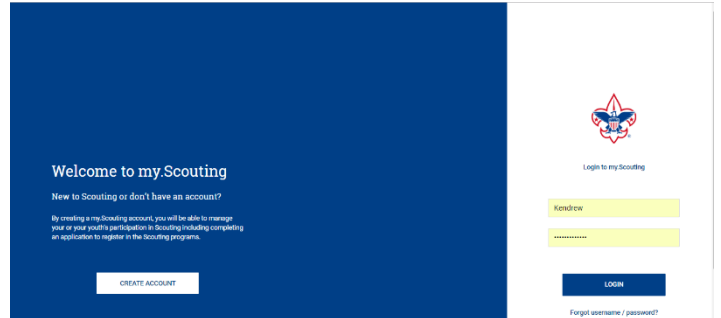 Welcome to my.Scouting
New to Scouting or don't have an account?
By creating a my.Scouting account, you will be able to manage
your or your youth's participation in Scouting including completing
an application to register in the Scouting programs.
CREATE ACCOUNT
Login to my.Scouting
Kendrew
•••••••••••••
LOGIN
Forgot username / password?